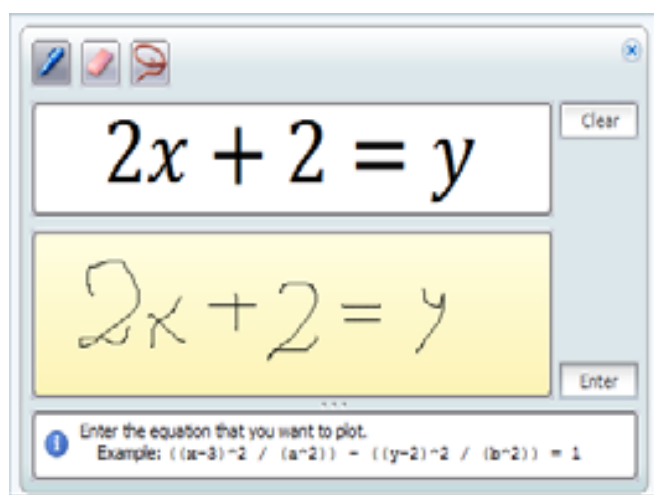 Clear
2x + 2 = y
2x + 2 = y
Enter
Enter the equation that you want to plot.
Example: ((x-3)^2 / (a^2)) - ((y-2)^2 / (b^2)) = 1